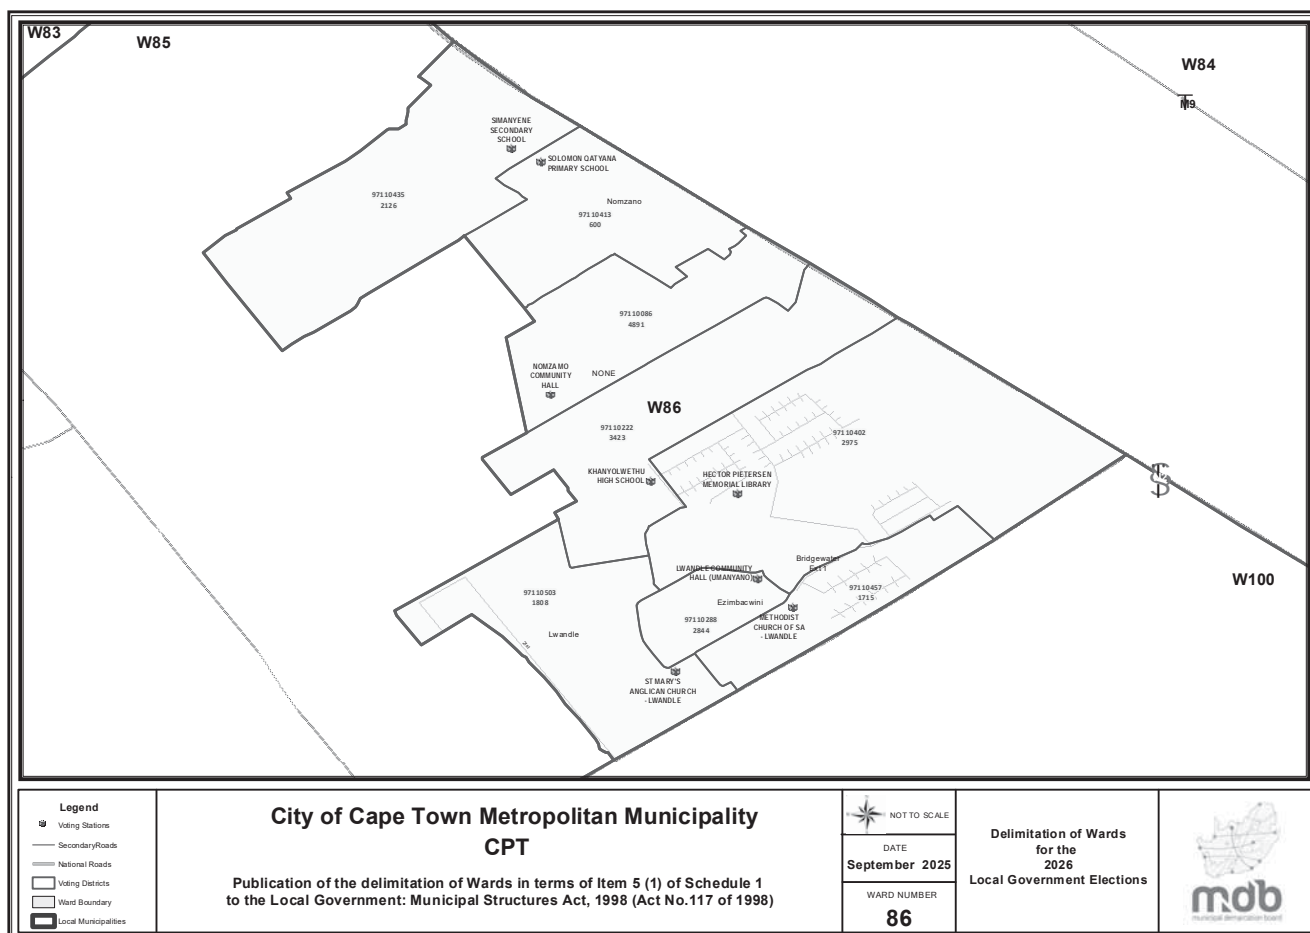 W83
W85
W84
M9
SIMANYENE
SECONDARY
SCHOOL
SOLOMON QATYANA
PRIMARY SCHOOL
97110435
2126
Nomzano
97110413
600
97110086
4891
NOMZAMO
COMMUNITY
HALL
NONE
W86
97110222
3423
97110402
2975
KHANYOLWETHU
HIGH SCHOOL
HECTOR PIETERSEN
MEMORIAL LIBRARY
LWANDLE COMMUNITY
HALL (UMANYANO)
Bridgewater
Ext 1
W100
97110503
1808
Ezimbacwini
97110457
1715
97110288
2844
METHODIST
CHURCH OF SA
- LWANDLE
Lwandle
ST MARY'S
ANGLICAN CHURCH
- LWANDLE
Legend
Voting Stations
SecondaryRoads
National Roads
Voting Districts
Ward Boundary
Local Municipalities
City of Cape Town Metropolitan Municipality
CPT
Publication of the delimitation of Wards in terms of Item 5 (1) of Schedule 1
to the Local Government: Municipal Structures Act, 1998 (Act No.117 of 1998)
NOT TO SCALE
DATE
September 2025
WARD NUMBER
86
Delimitation of Wards
for the
2026
Local Government Elections
mdb
municipal demarcation board